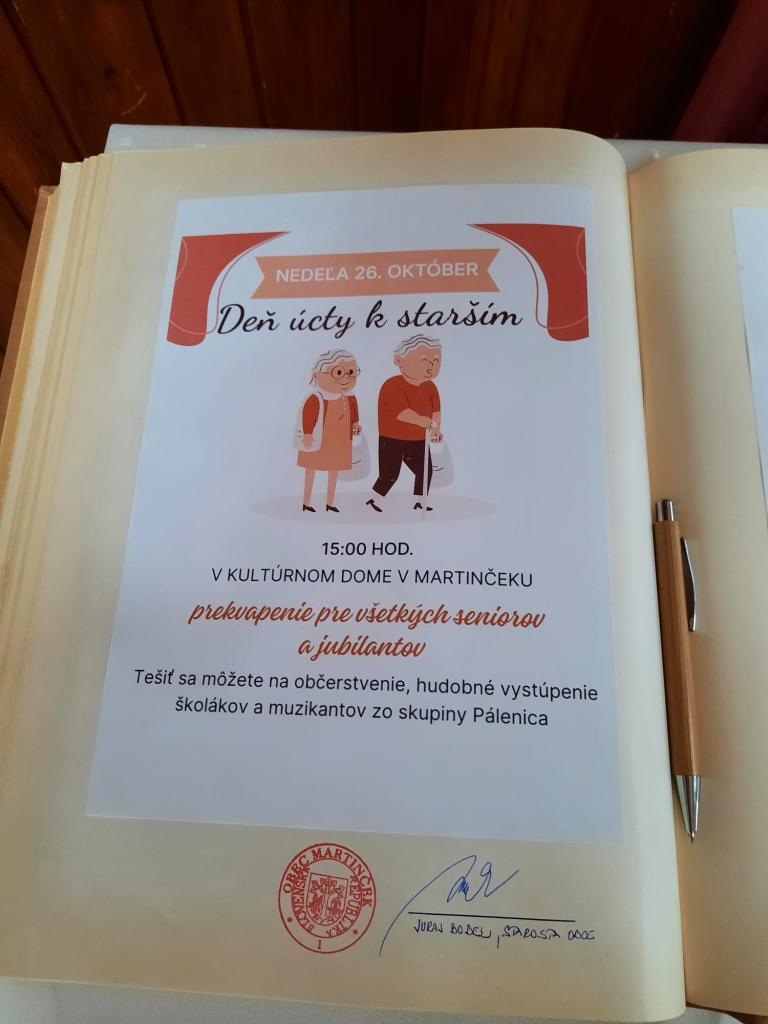 NEDEĽA 26. OKTÓBER
Deň úcty k starším
15:00 HOD.
V KULTÚRNOM DOME V MARTINČEKU
prekvapenie pre všetkých seniorov
a jubilantov
Tešiť sa môžete na občerstvenie, hudobné vystúpenie
školákov a muzikantov zo skupiny Pálenica
OBEC MARTINČEK
SLOVENSKÁ REPUBLIKA
1
JURAJ STAROSTA OBCE